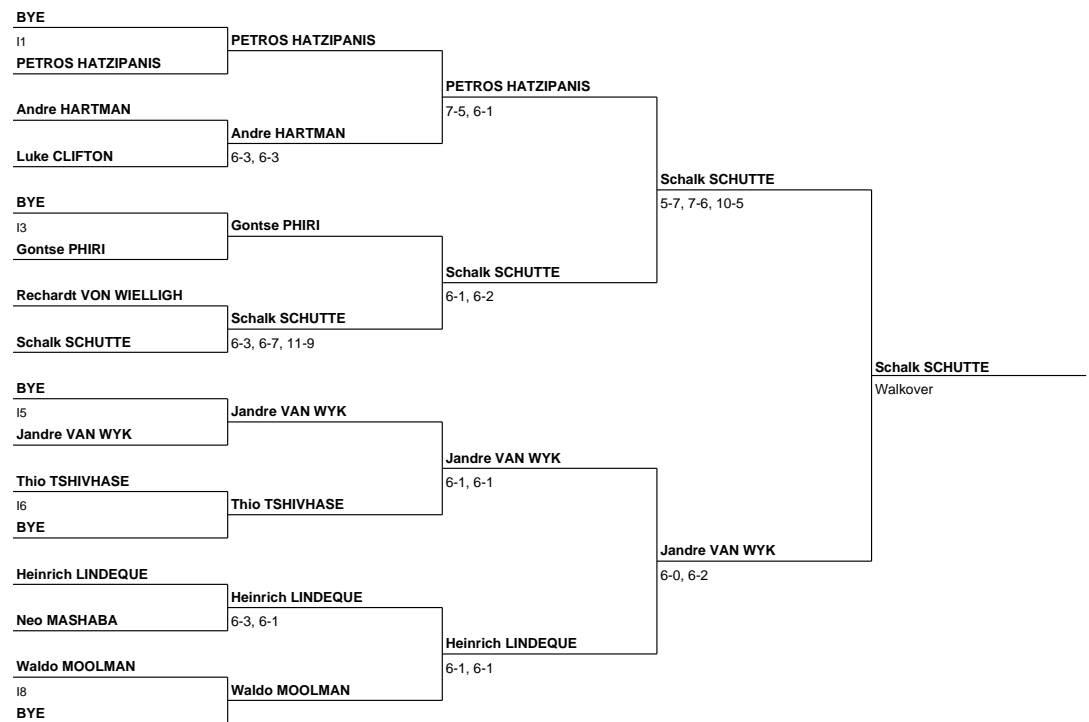 BYE
I1
PETROS HATZIPANIS
PETROS HATZIPANIS
Andre HARTMAN
Luke CLIFTON
Andre HARTMAN
6-3, 6-3
PETROS HATZIPANIS
7-5, 6-1
BYE
I3
Gontse PHIRI
Gontse PHIRI
Rechardt VON WIELLIGH
Schalk SCHUTTE
Schalk SCHUTTE
6-3, 6-7, 11-9
Schalk SCHUTTE
6-1, 6-2
Schalk SCHUTTE
5-7, 7-6, 10-5
BYE
I5
Jandre VAN WYK
Jandre VAN WYK
Thio TSHIVHASE
I6
BYE
Thio TSHIVHASE
Jandre VAN WYK
6-1, 6-1
Heinrich LINDEQUE
Neo MASHABA
Heinrich LINDEQUE
6-3, 6-1
Waldo MOOLMAN
I8
BYE
Waldo MOOLMAN
Heinrich LINDEQUE
6-1, 6-1
Jandre VAN WYK
6-0, 6-2
Schalk SCHUTTE
Walkover